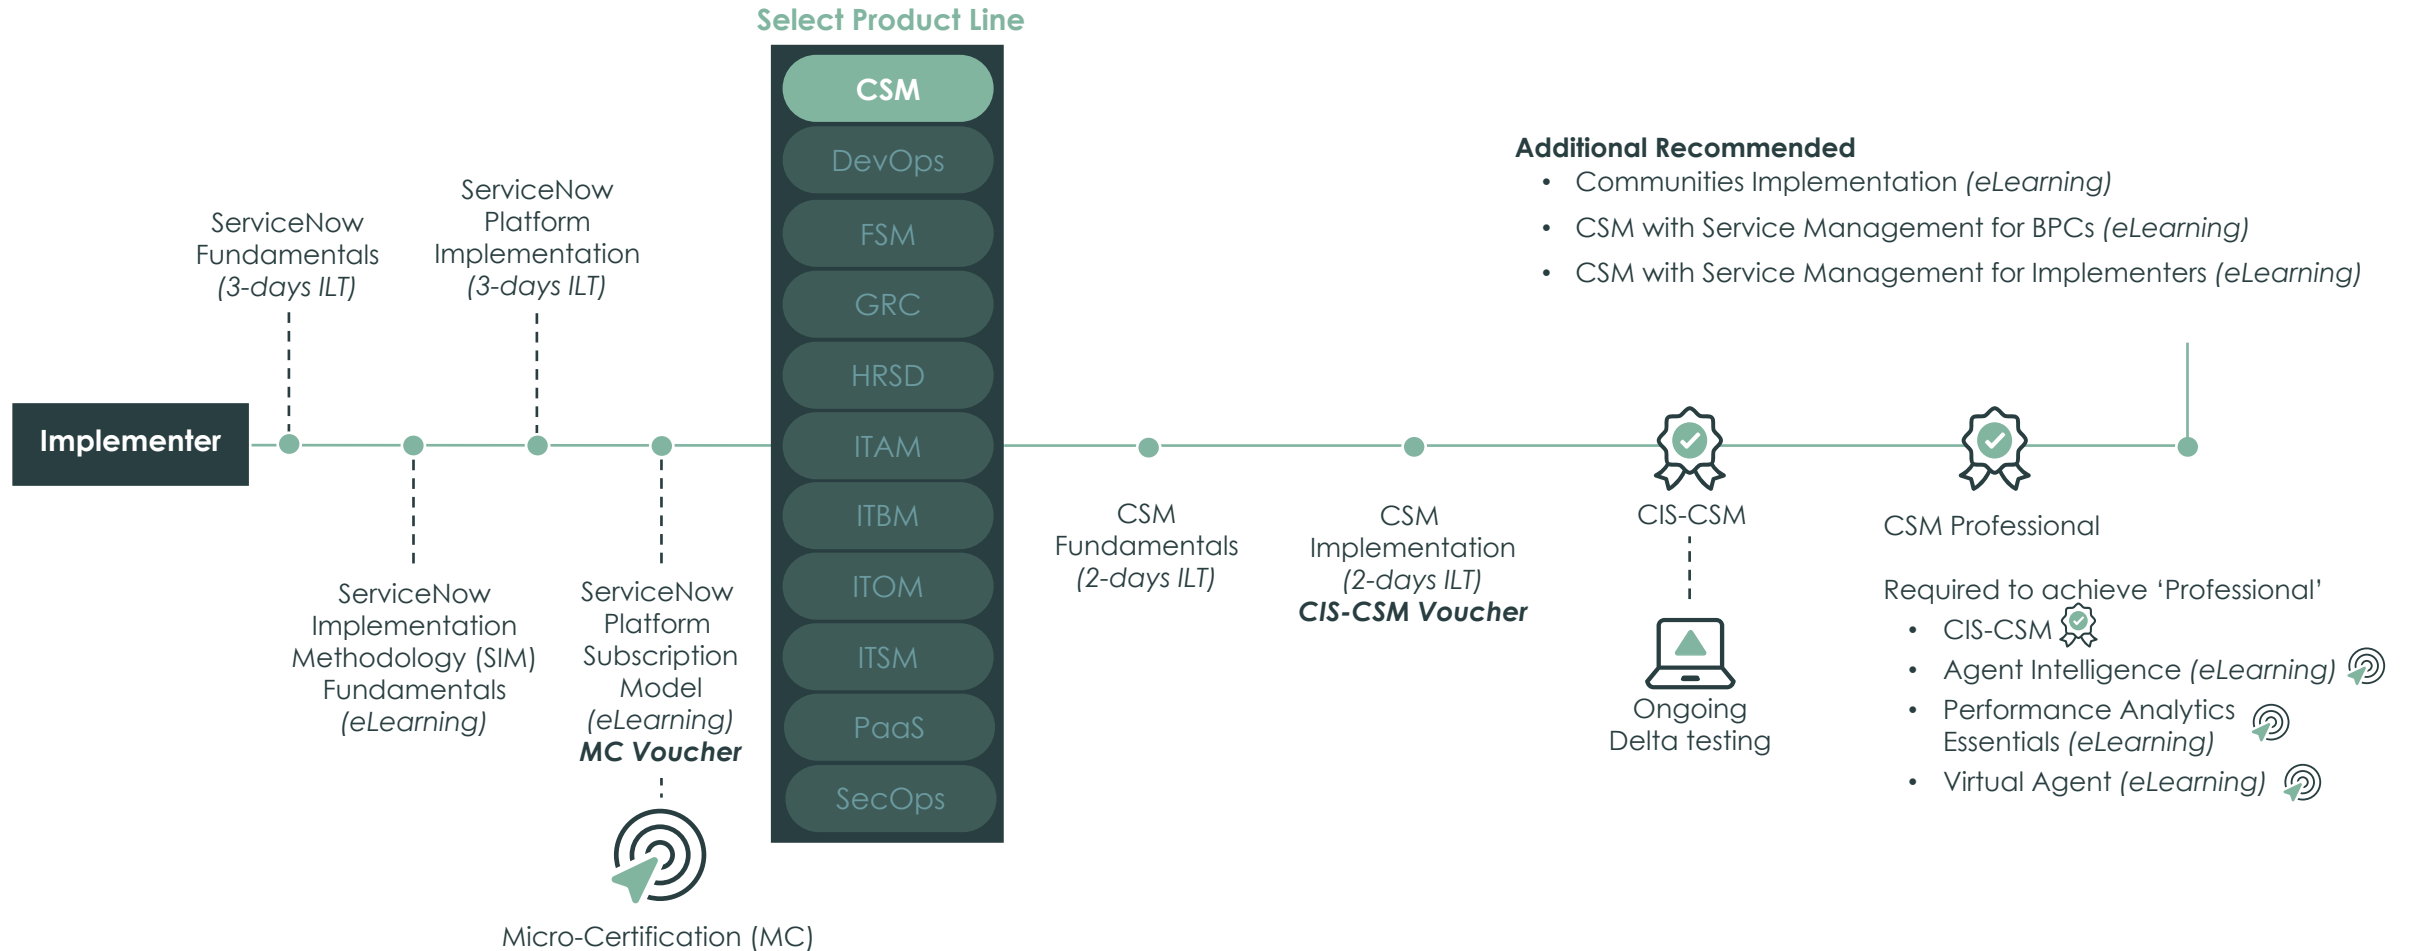 Select Product Line
CSM
DevOps
FSM
GRC
HRSD
ITAM
ITBM
ITOM
ITSM
PaaS
SecOps
Implementer
ServiceNow
Fundamentals
(3-days ILT)
ServiceNow
Implementation
Methodology (SIM)
Fundamentals
(eLearning)
ServiceNow
Platform
Implementation
(3-days ILT)
ServiceNow
Platform
Subscription
Model
(eLearning)
MC Voucher
Micro-Certification (MC)
CSM
Fundamentals
(2-days ILT)
CSM
Implementation
(2-days ILT)
CIS-CSM Voucher
CIS-CSM
Ongoing
Delta testing
CSM Professional
Required to achieve ‘Professional’
• CIS-CSM
• Agent Intelligence (eLearning)
• Performance Analytics
Essentials (eLearning)
• Virtual Agent (eLearning)
Additional Recommended
• Communities Implementation (eLearning)
• CSM with Service Management for BPCs (eLearning)
• CSM with Service Management for Implementers (eLearning)